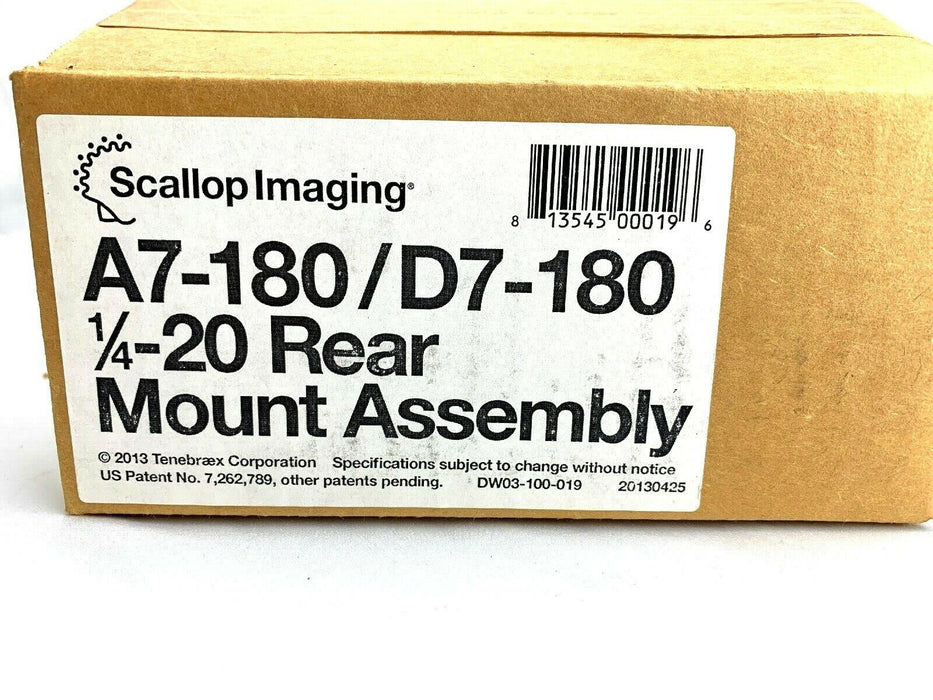 Scallop Imaging®
8 13545 00019 6
A7-180/D7-180
¼-20 Rear
Mount Assembly
© 2013 Tenebræx Corporation Specifications subject to change without notice
US Patent No. 7,262,789, other patents pending. DW03-100-019 20130425